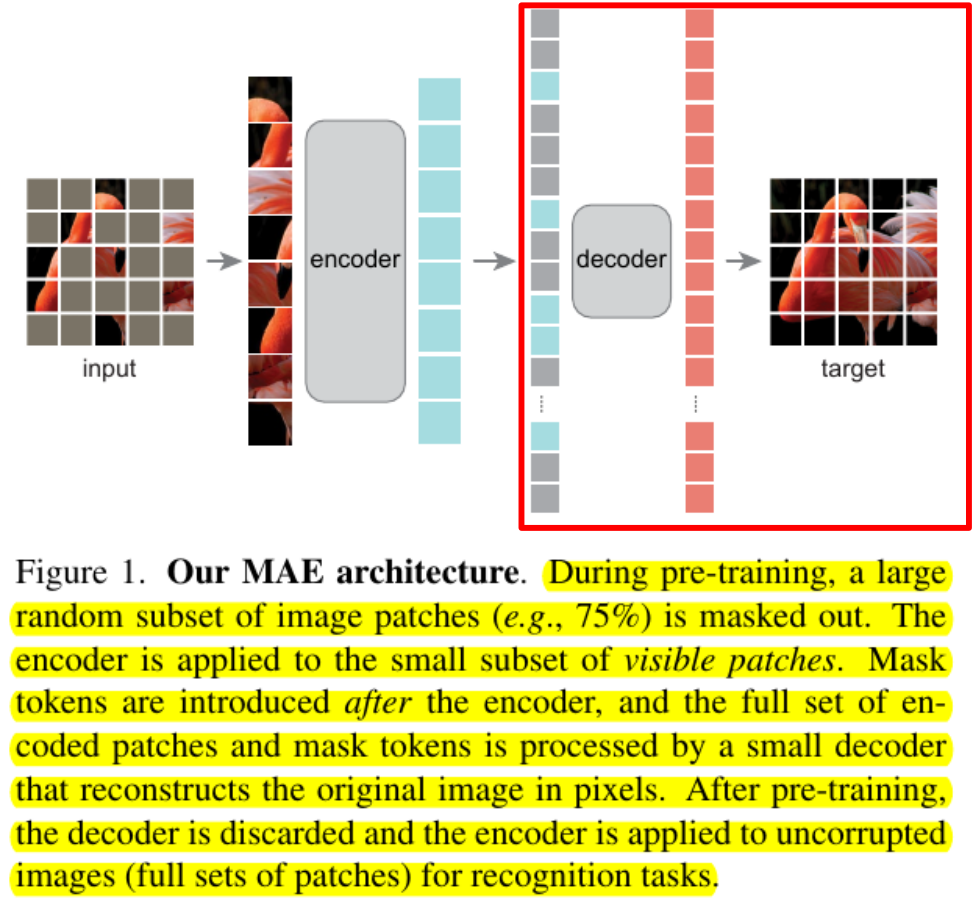 input
encoder
decoder
target
Figure 1. Our MAE architecture. During pre-training, a large
random subset of image patches (e.g., 75%) is masked out. The
encoder is applied to the small subset of visible patches. Mask
tokens are introduced after the encoder, and the full set of en-
coded patches and mask tokens is processed by a small decoder
that reconstructs the original image in pixels. After pre-training,
the decoder is discarded and the encoder is applied to uncorrupted
images (full sets of patches) for recognition tasks.